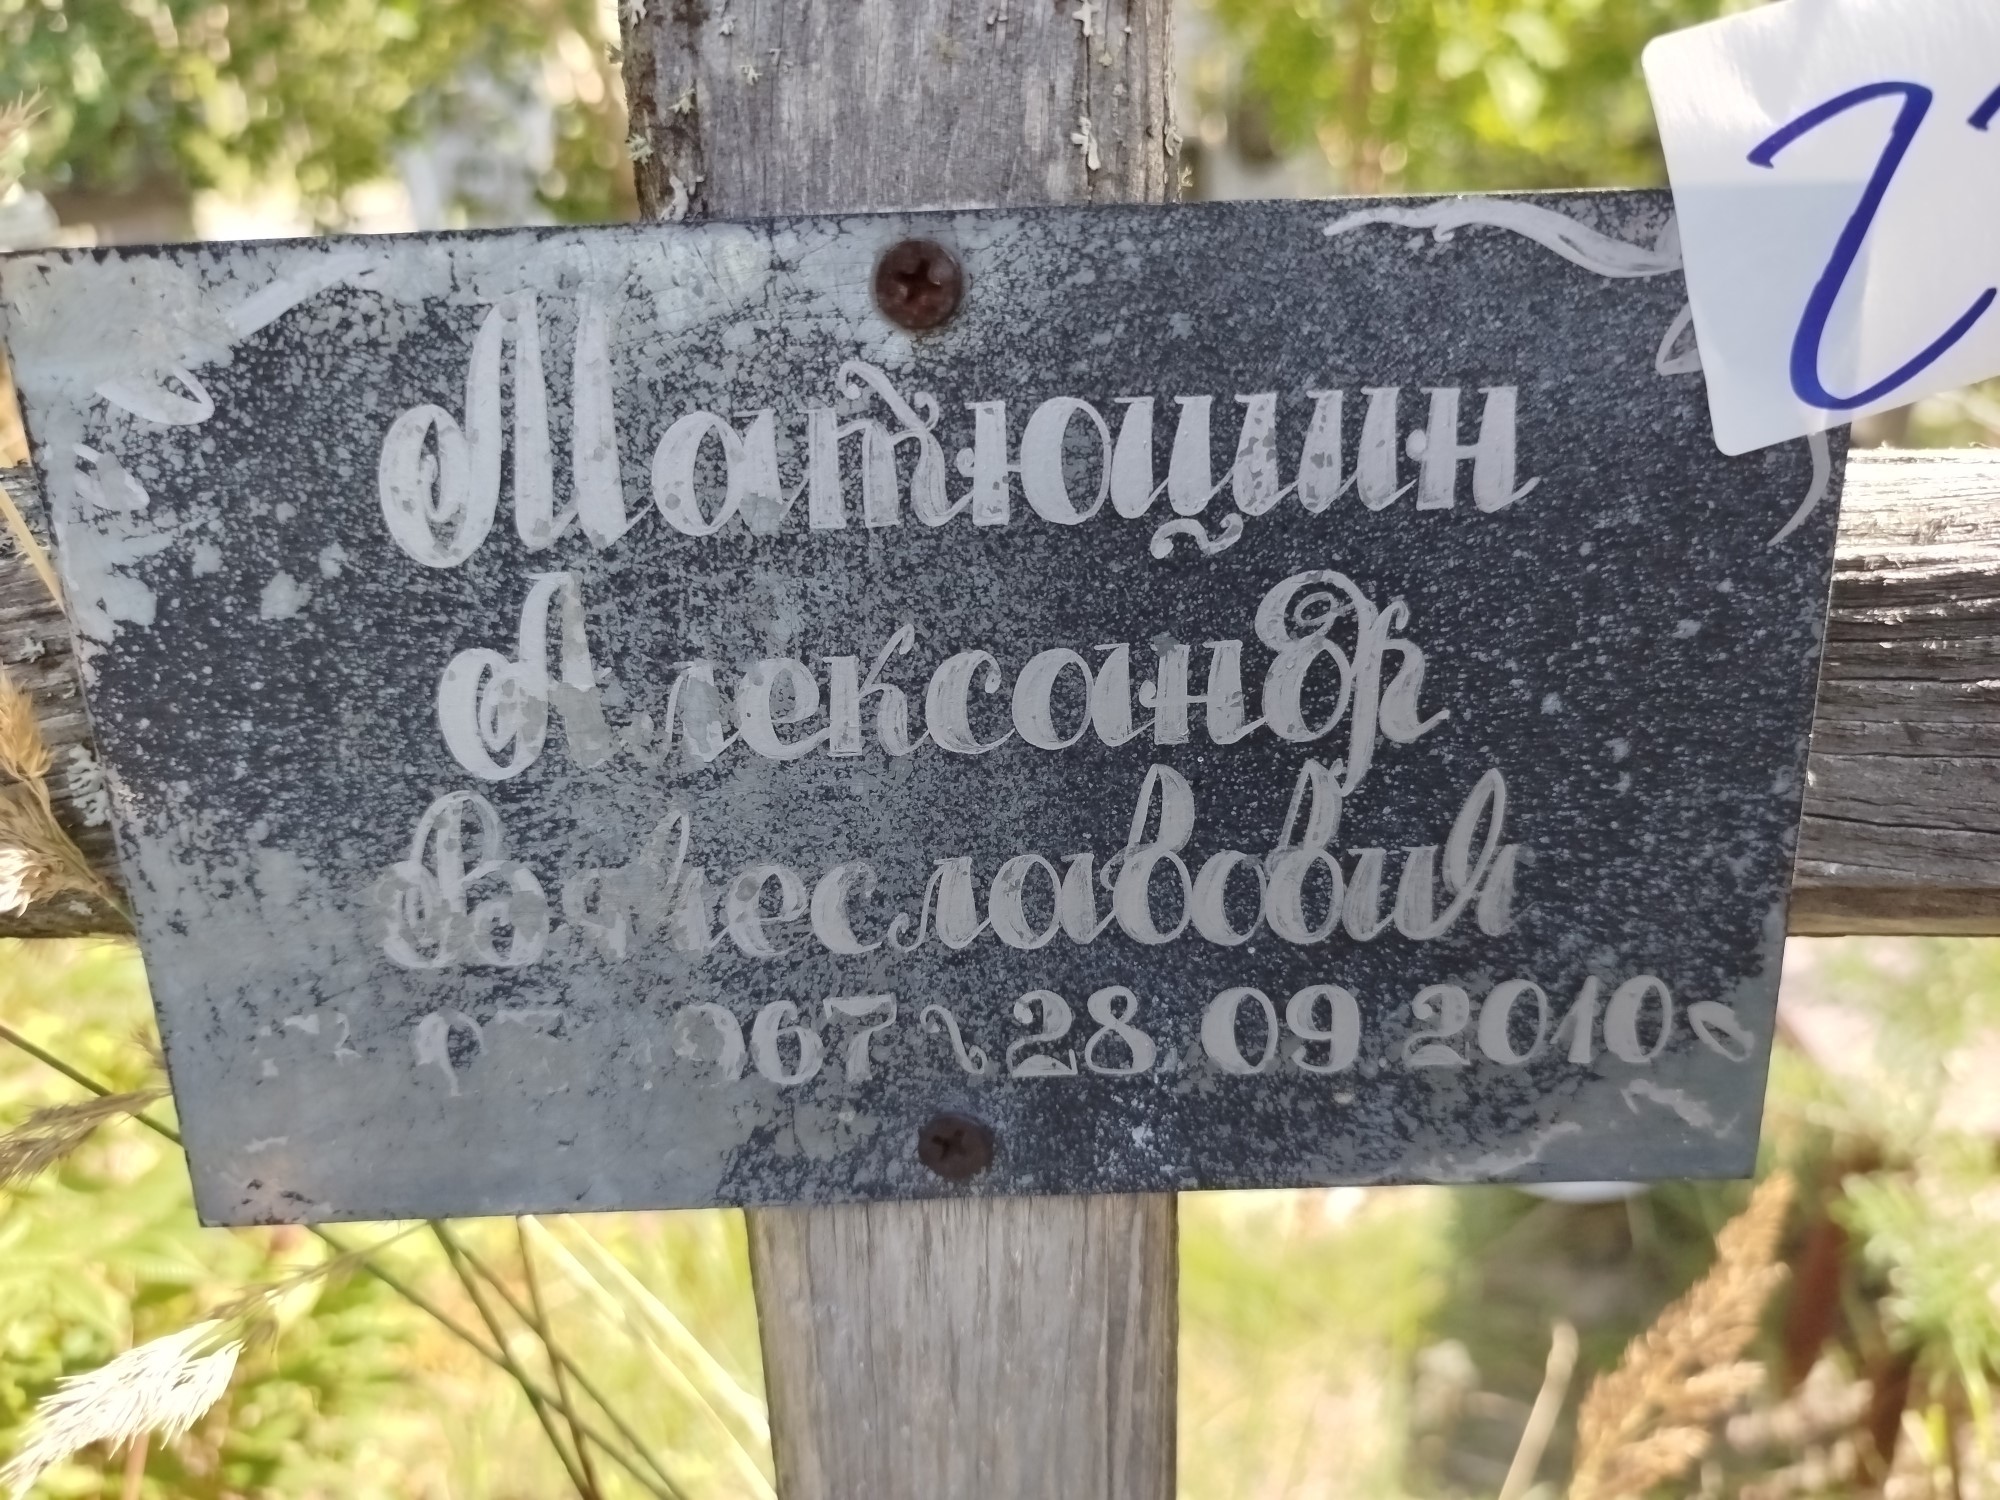 Матюшин
Александр
Вячеславович
28 09 2010